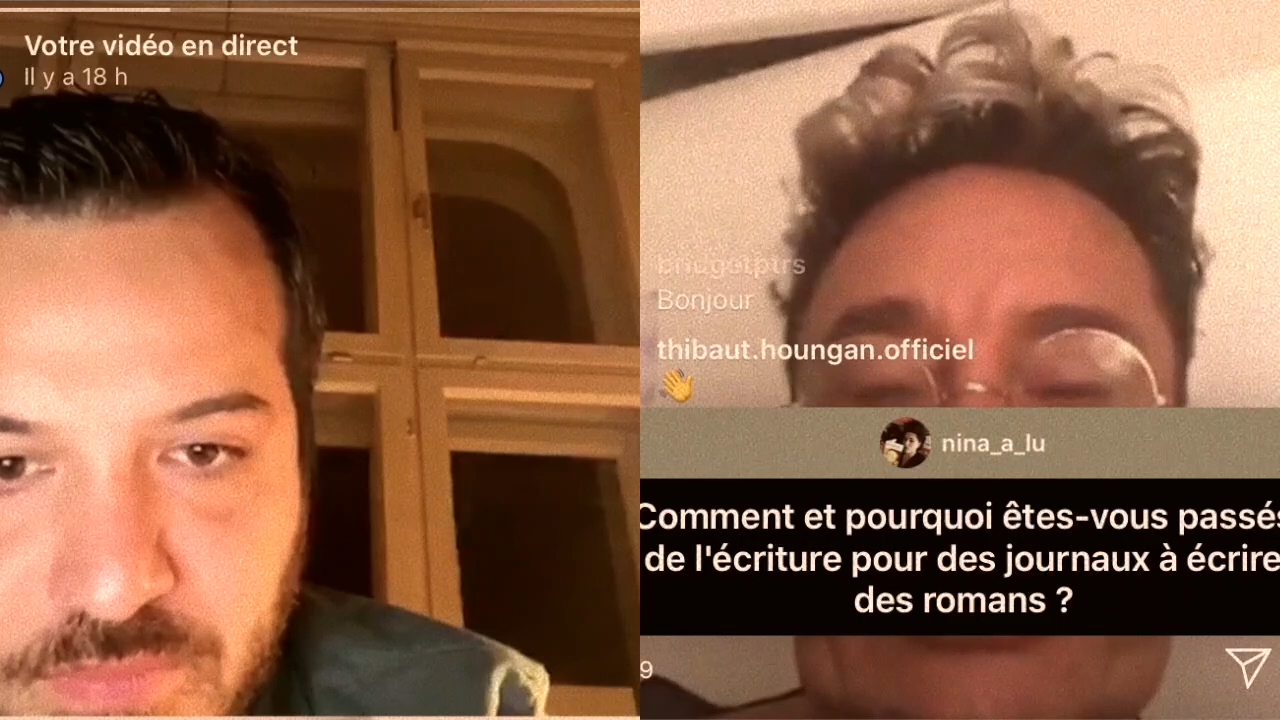 Votre vidéo en direct
Il y a 18 h
Bonjour
thibaut.houngan.officiel
👋
nina_a_lu
Comment et pourquoi êtes-vous passés
de l'écriture pour des journaux à écrire
des romans ?
9